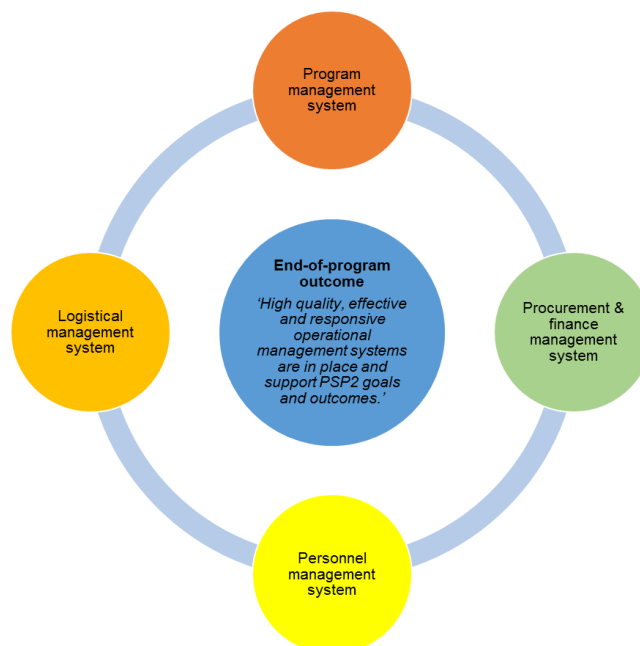 Program
management
system
Logistical
management
system
End-of-program
outcome
‘High quality, effective
and responsive
operational
management systems
are in place and
support PSP2 goals
and outcomes.’
Procurement &
finance
management
system
Personnel
management
system